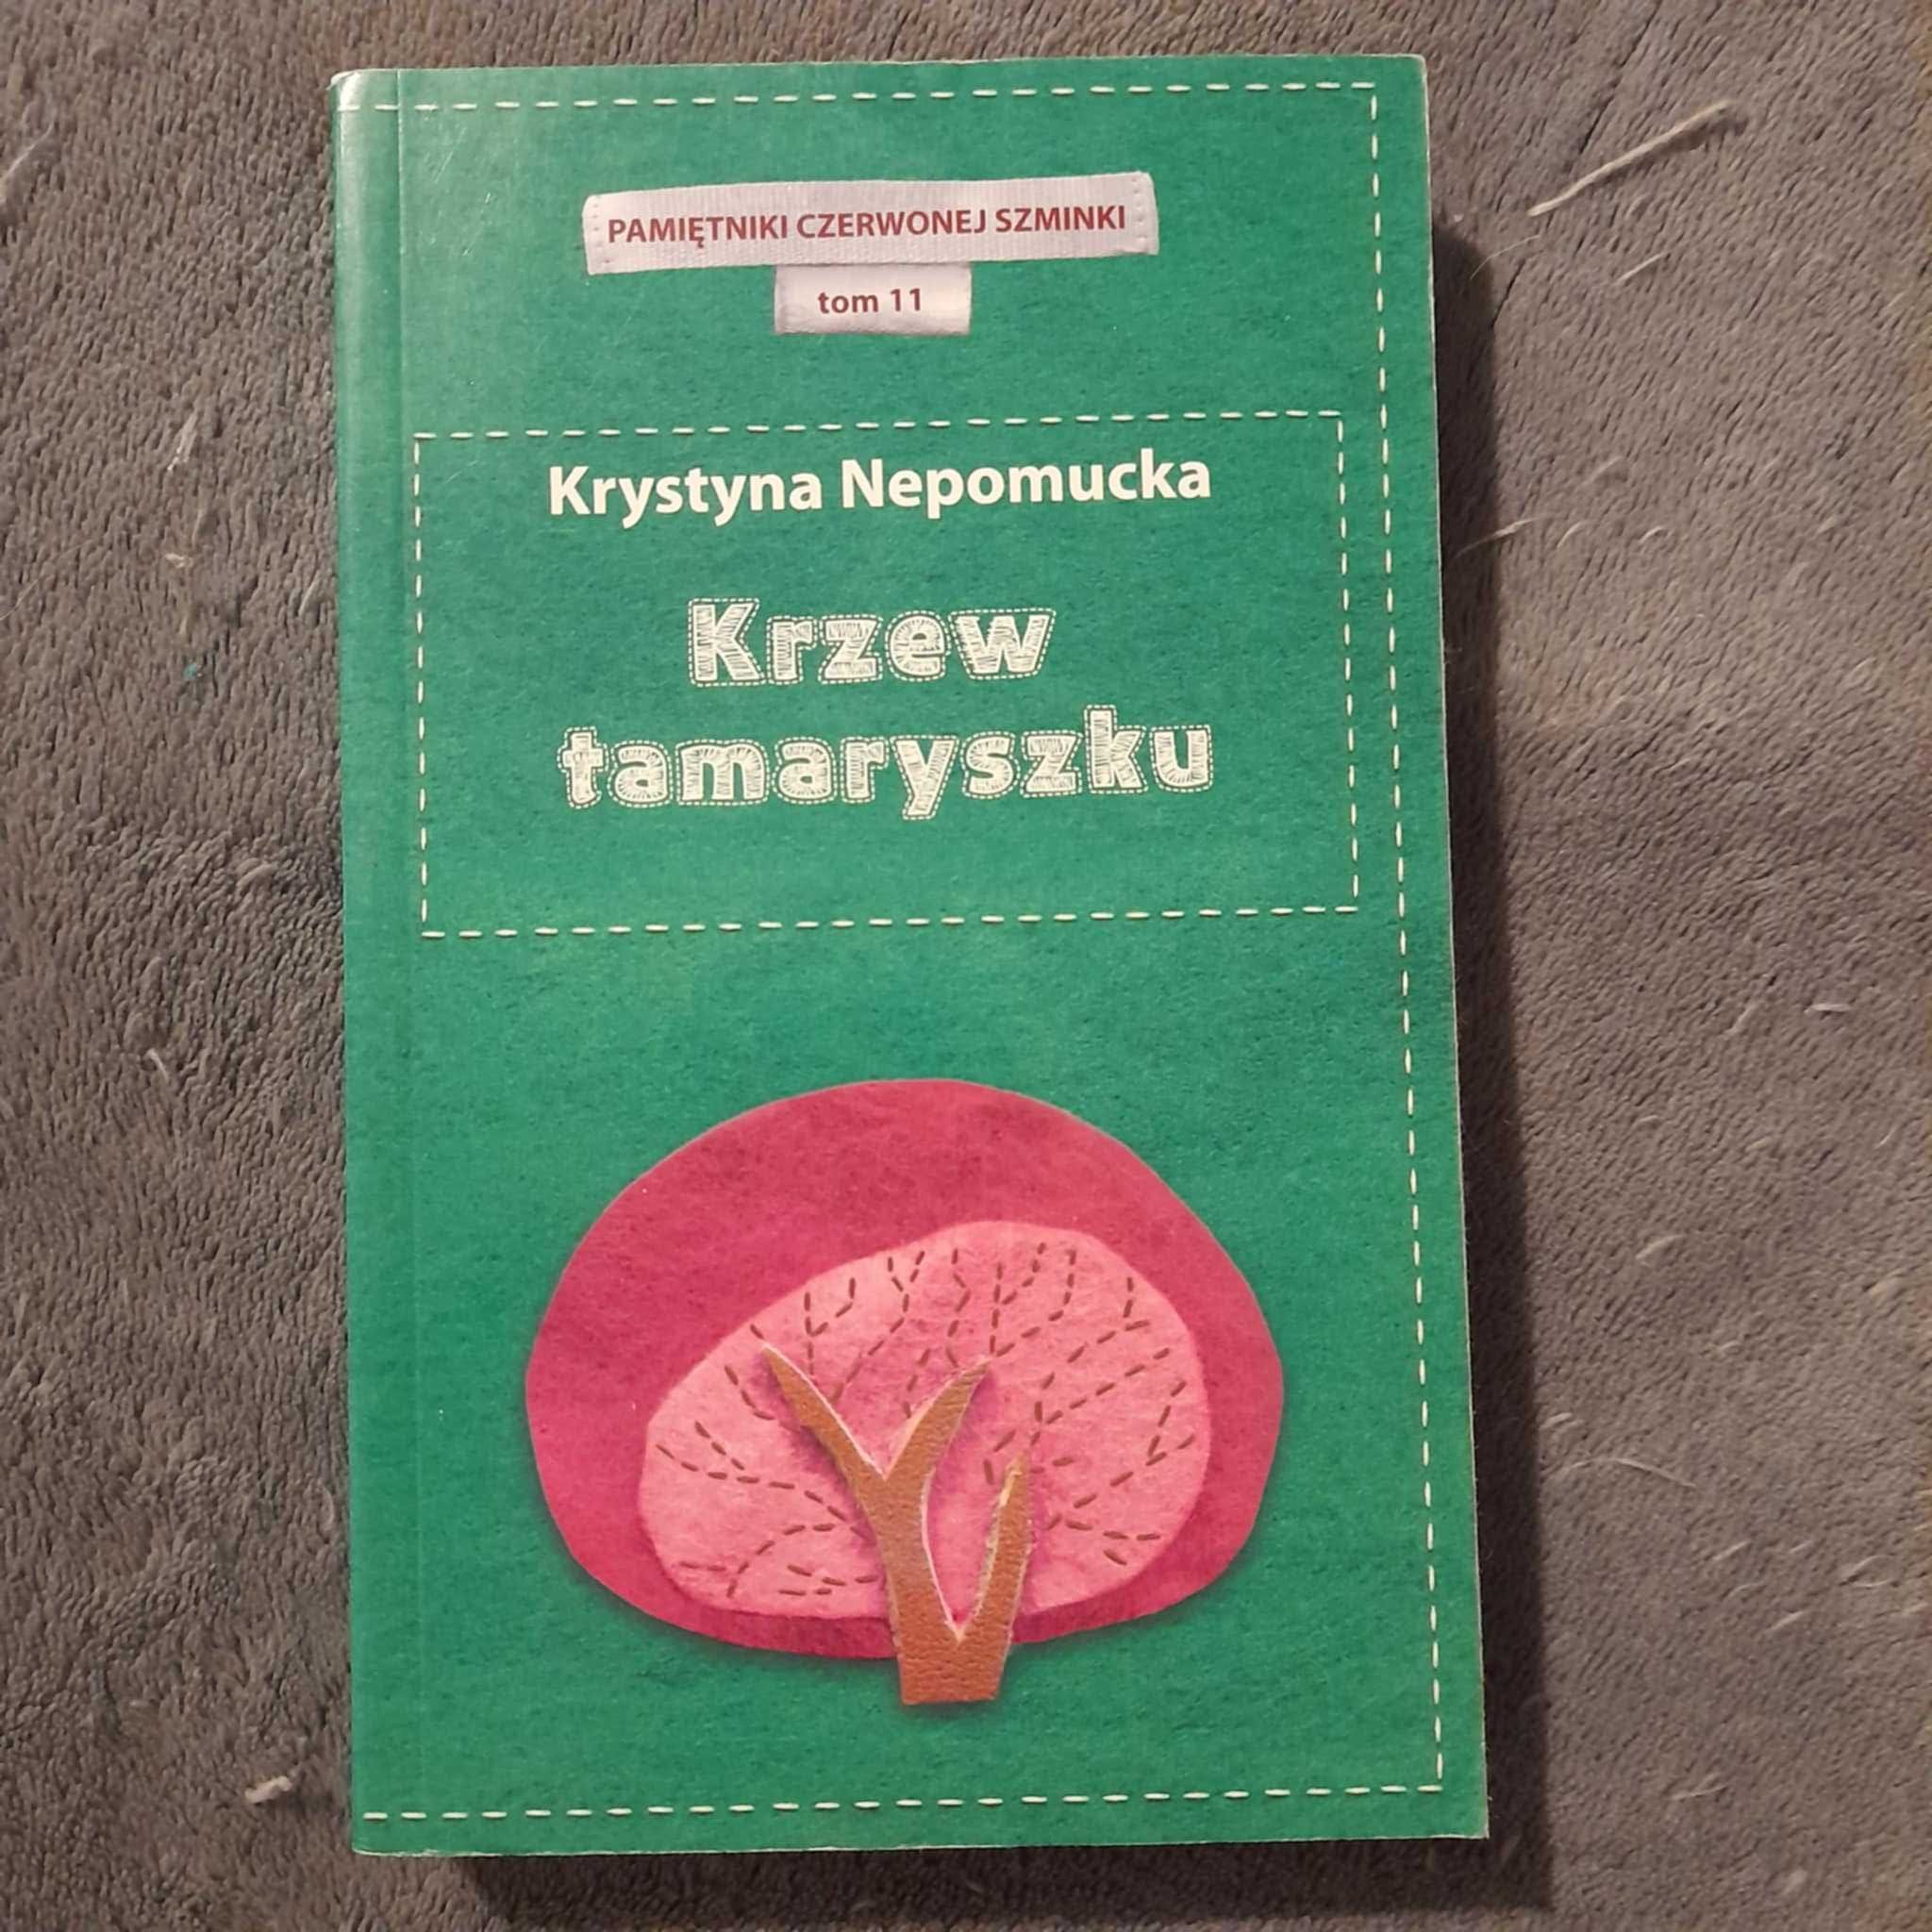 PAMIĘTNIKI CZERWONEJ SZMINKI
tom 11
Krystyna Nepomucka
Krzew
tamaryszku